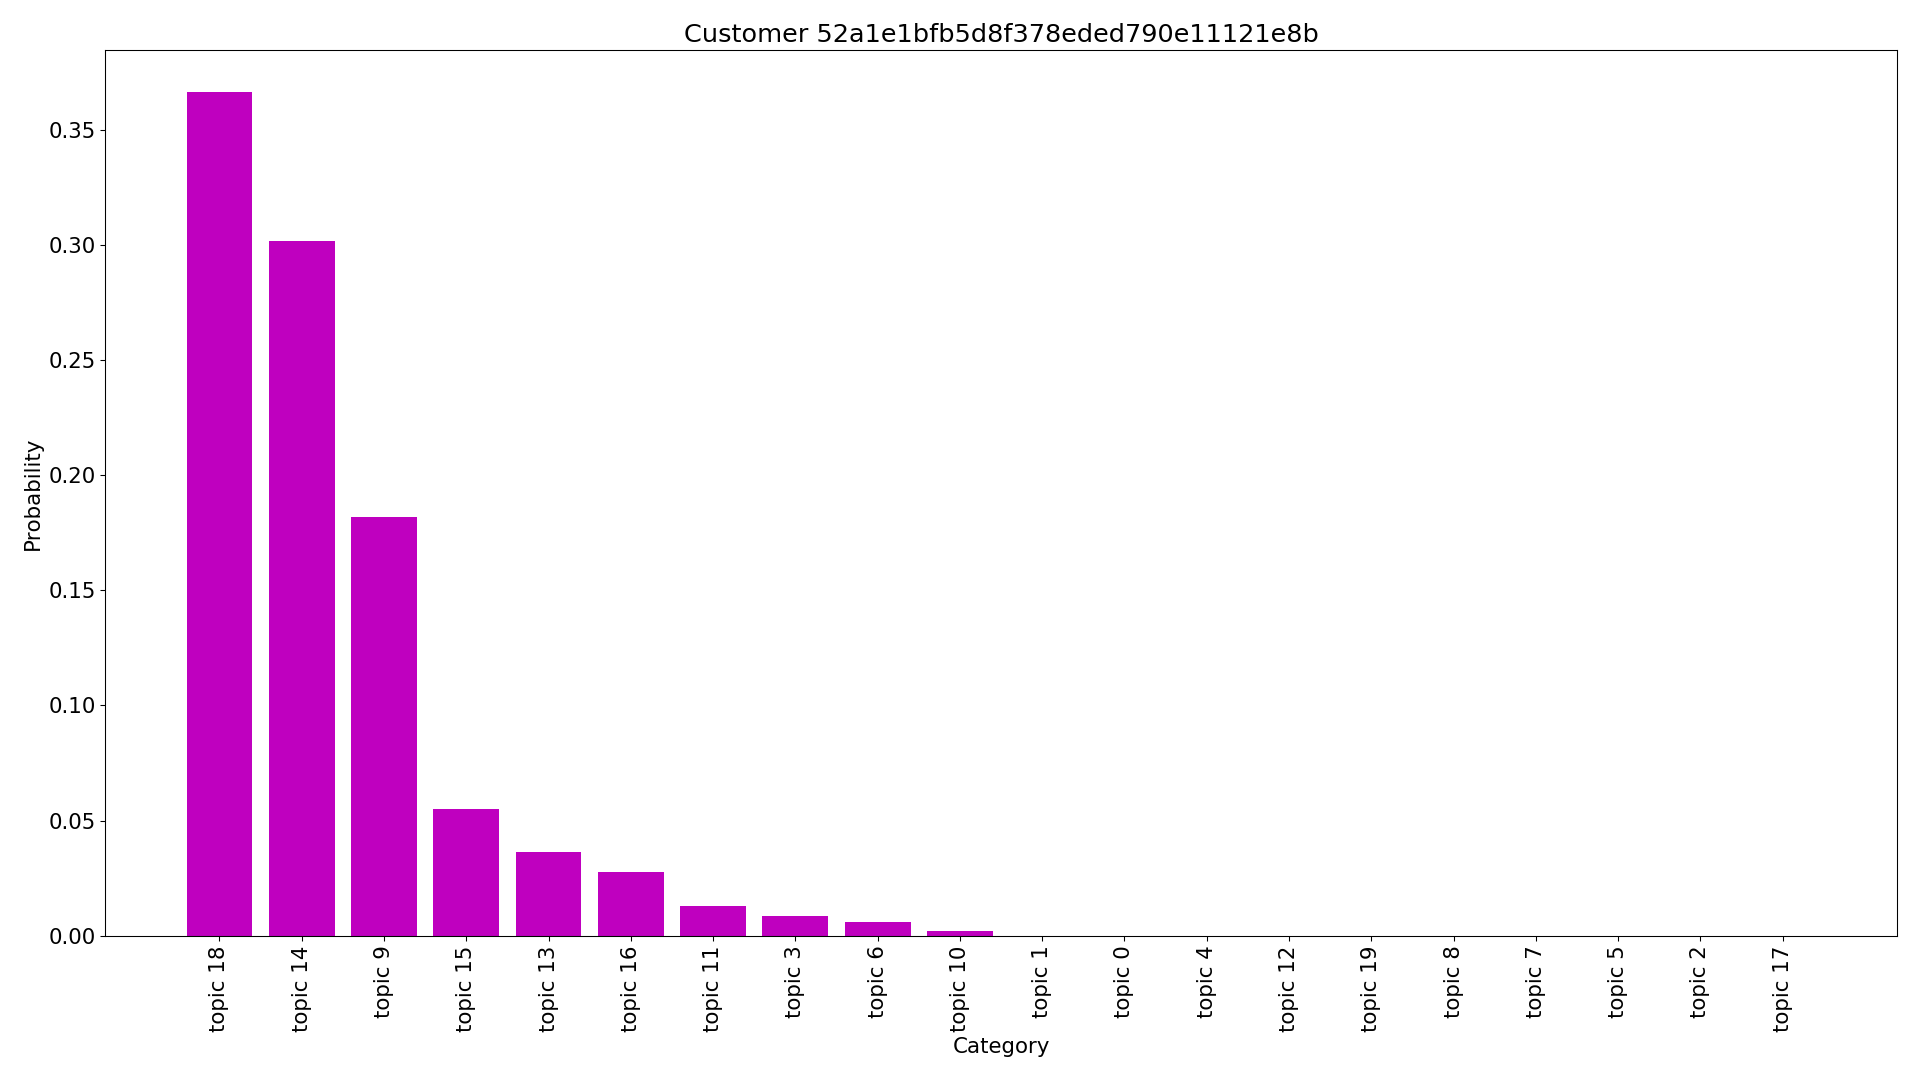 Customer 52a1e1bfb5d8f378eded790e11121e8b
Probability
0.35
0.30
0.25
0.20
0.15
0.10
0.05
0.00
topic 18
topic 14
topic 9
topic 15
topic 13
topic 16
topic 11
topic 3
topic 6
topic 10
topic 1
topic 0
topic 4
topic 12
topic 19
topic 8
topic 7
topic 5
topic 2
topic 17
Category